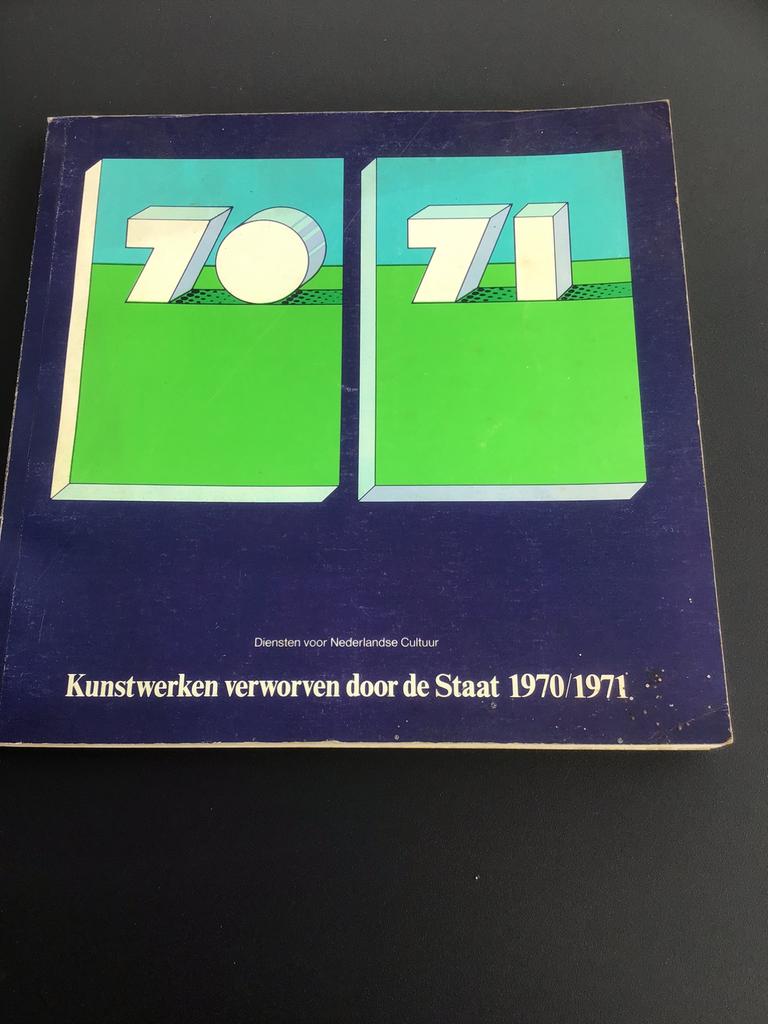 70
71
Diensten voor Nederlandse Cultuur
Kunstwerken verworven door de Staat 1970/1971